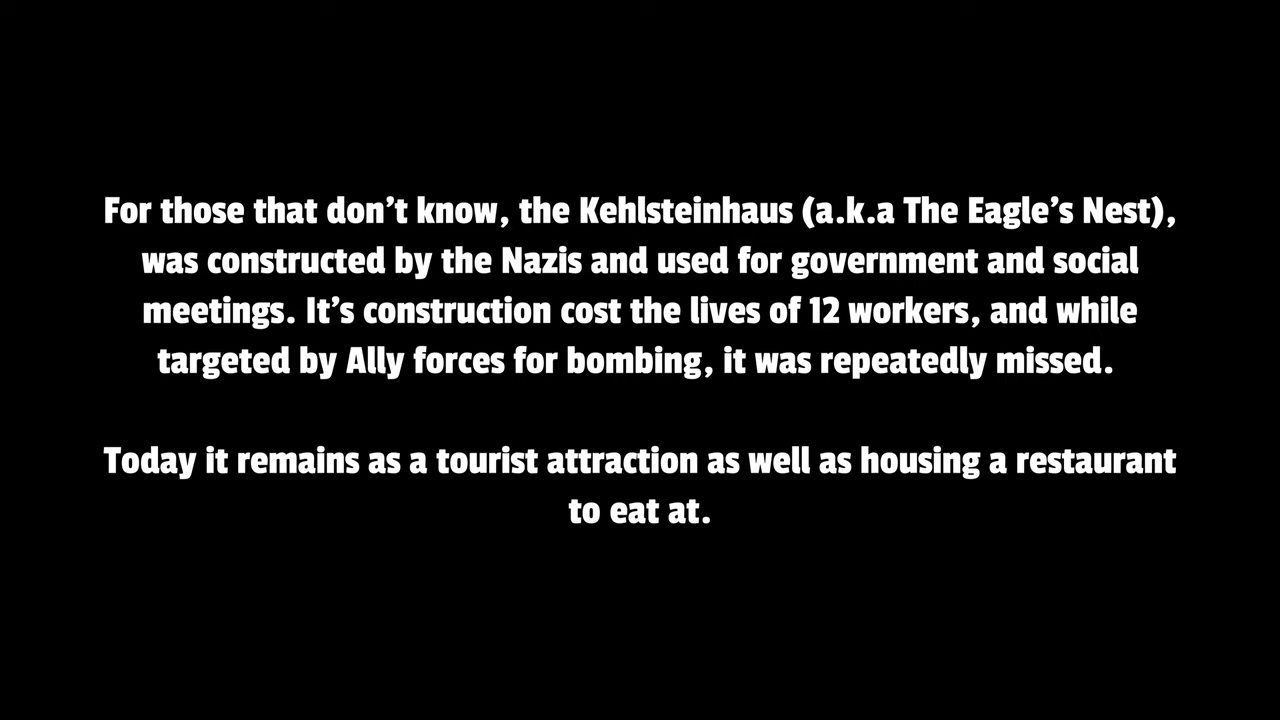 For those that don’t know, the Kehlsteinhaus (a.k.a The Eagle’s Nest),
was constructed by the Nazis and used for government and social
meetings. It’s construction cost the lives of 12 workers, and while
targeted by Ally forces for bombing, it was repeatedly missed.
Today it remains as a tourist attraction as well as housing a restaurant
to eat at.